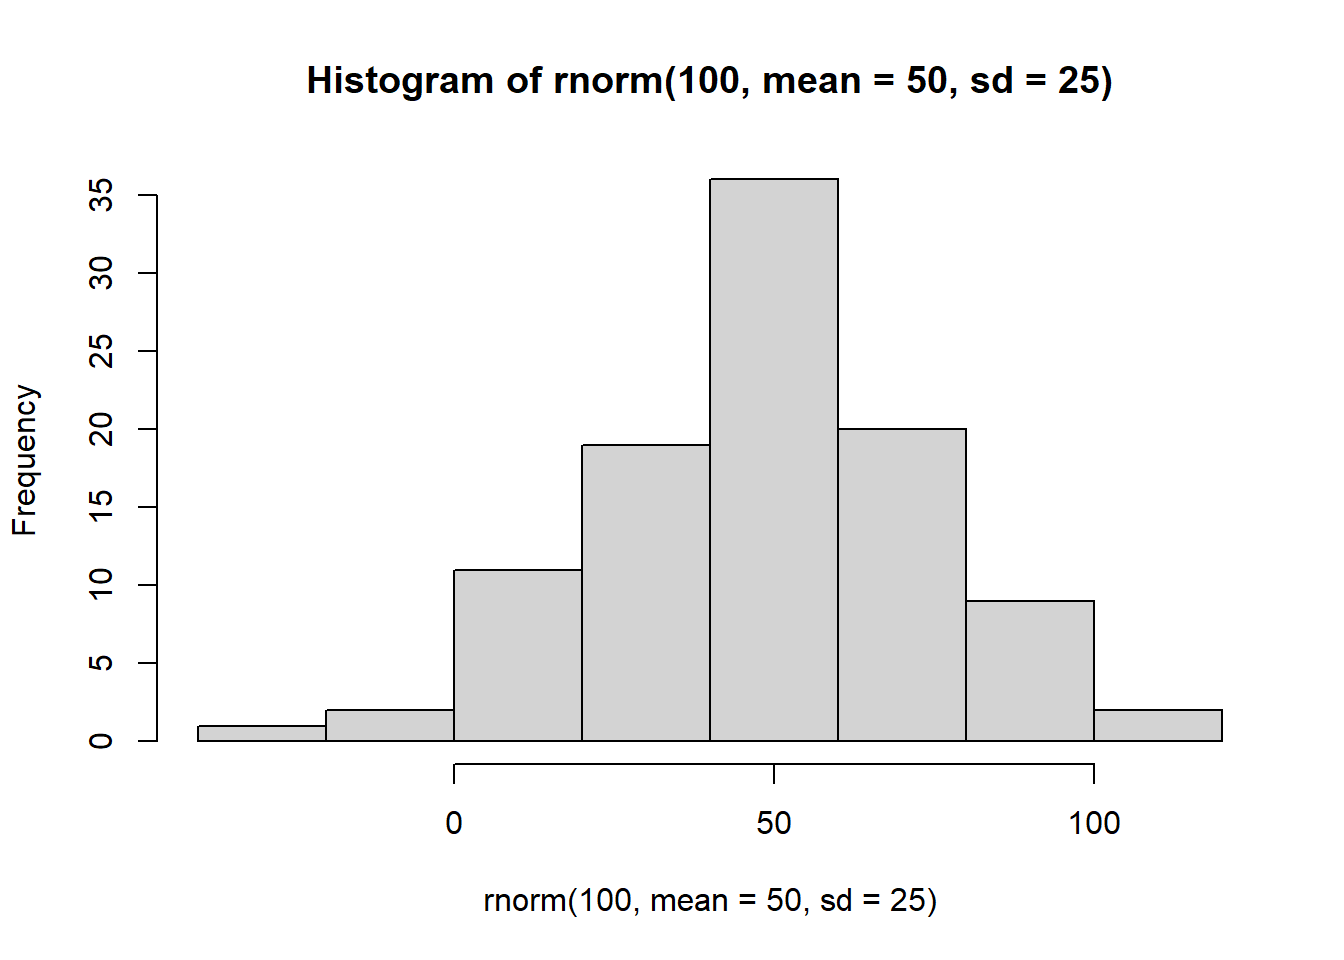 Histogram of rnorm(100, mean = 50, sd = 25)
Frequency
35
30
25
20
15
10
5
0
0 50 100
rnorm(100, mean = 50, sd = 25)